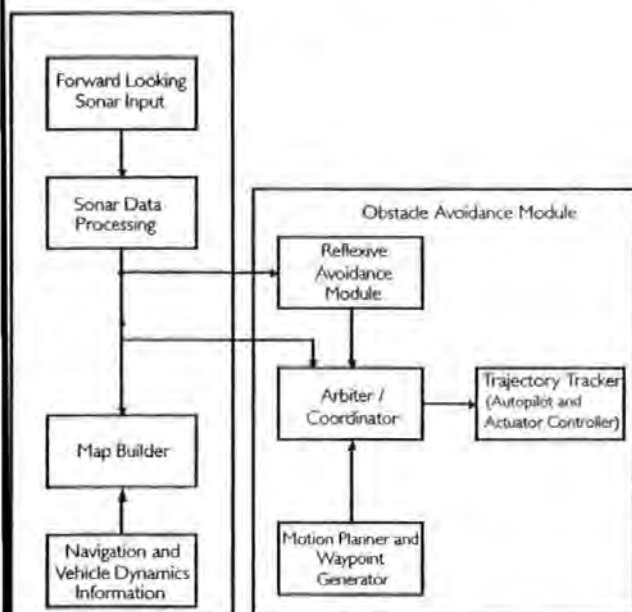 Forward Looking
Sonar Input
Sonar Data
Processing
Map Builder
Navigation and
Vehicle Dynamics
Information
Obstacle Avoidance Module
Reflexive
Avoidance
Module
Arbiter /
Coordinator
Motion Planner and
Waypoint
Generator
Trajectory Tracker
(Autopilot and
Actuator Controller)